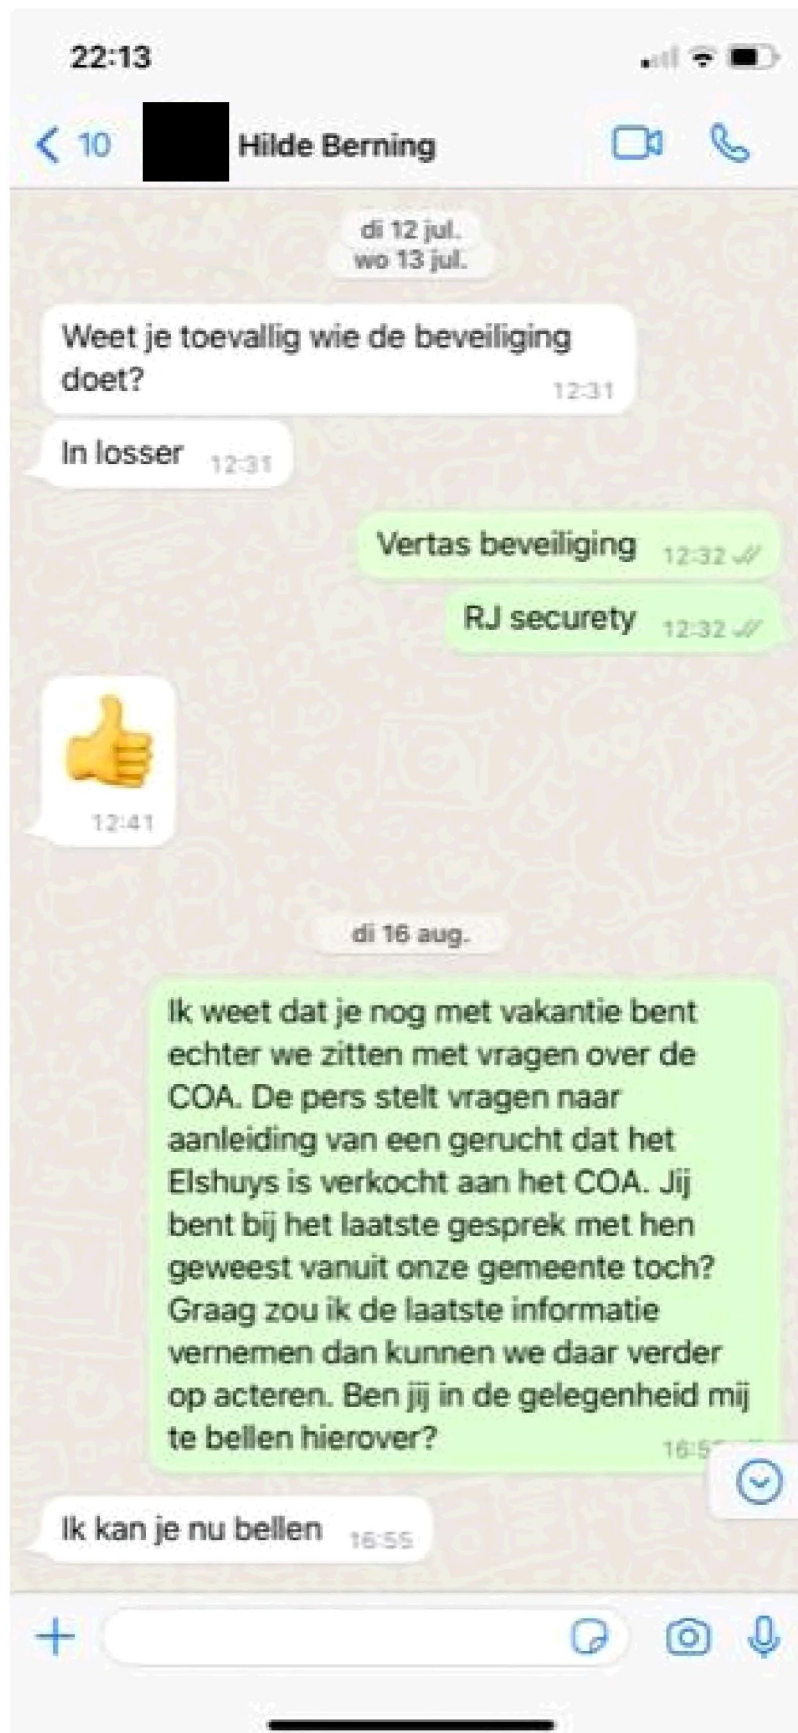 22:13
10
Hilde Berning
di 12 jul.
wo 13 jul.
Weet je toevallig wie de beveiliging
doet?
12:31
In losser
12:31
Vertas beveiliging
12:32
RJ securety
12:32
12:41
di 16 aug.
Ik weet dat je nog met vakantie bent
echter we zitten met vragen over de
COA. De pers stelt vragen naar
aanleiding van een gerucht dat het
Elshuys is verkocht aan het COA. Jij
bent bij het laatste gesprek met hen
geweest vanuit onze gemeente toch?
Graag zou ik de laatste informatie
vernemen dan kunnen we daar verder
op acteren. Ben jij in de gelegenheid mij
te bellen hierover?
Ik kan je nu bellen
16:55